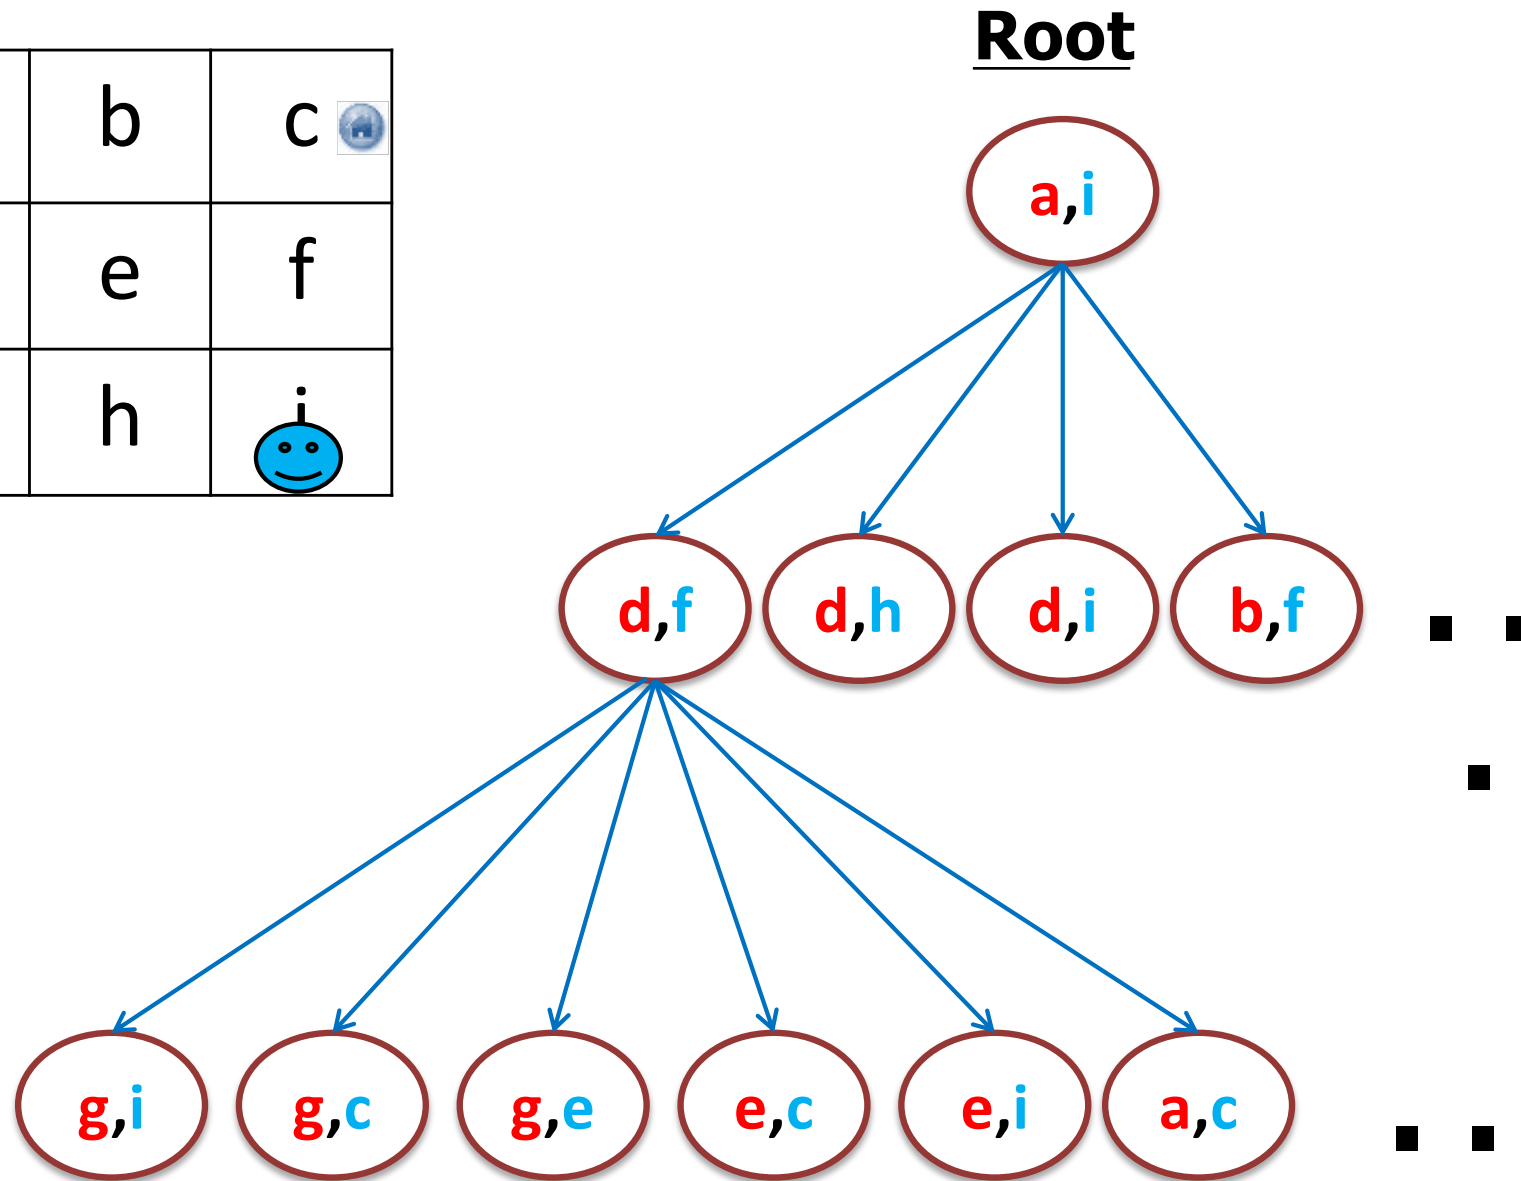 Root
b c
e f
h i
a,i
d,f d,h d,i b,f
g,i g,c g,e e,c e,i a,c